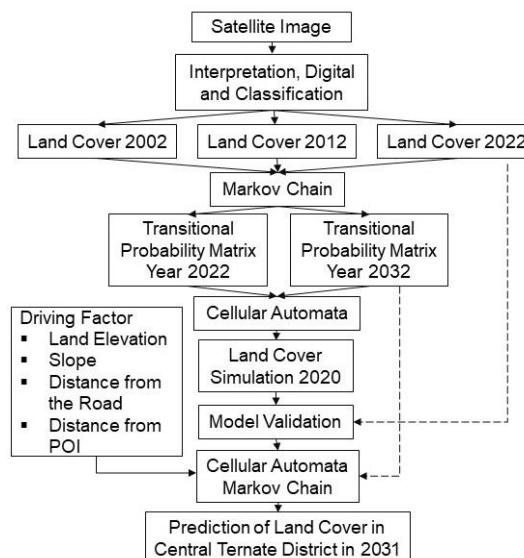 Satellite Image
Interpretation, Digital
and Classification
Land Cover 2002
Land Cover 2012
Land Cover 2022
Markov Chain
Transitional
Probability Matrix
Year 2022
Transitional
Probability Matrix
Year 2032
Cellular Automata
Driving Factor
▪ Land Elevation
▪ Slope
▪ Distance from
the Road
▪ Distance from
POI
Land Cover
Simulation 2020
Model Validation
Cellular Automata
Markov Chain
Prediction of Land Cover in
Central Ternate District in 2031